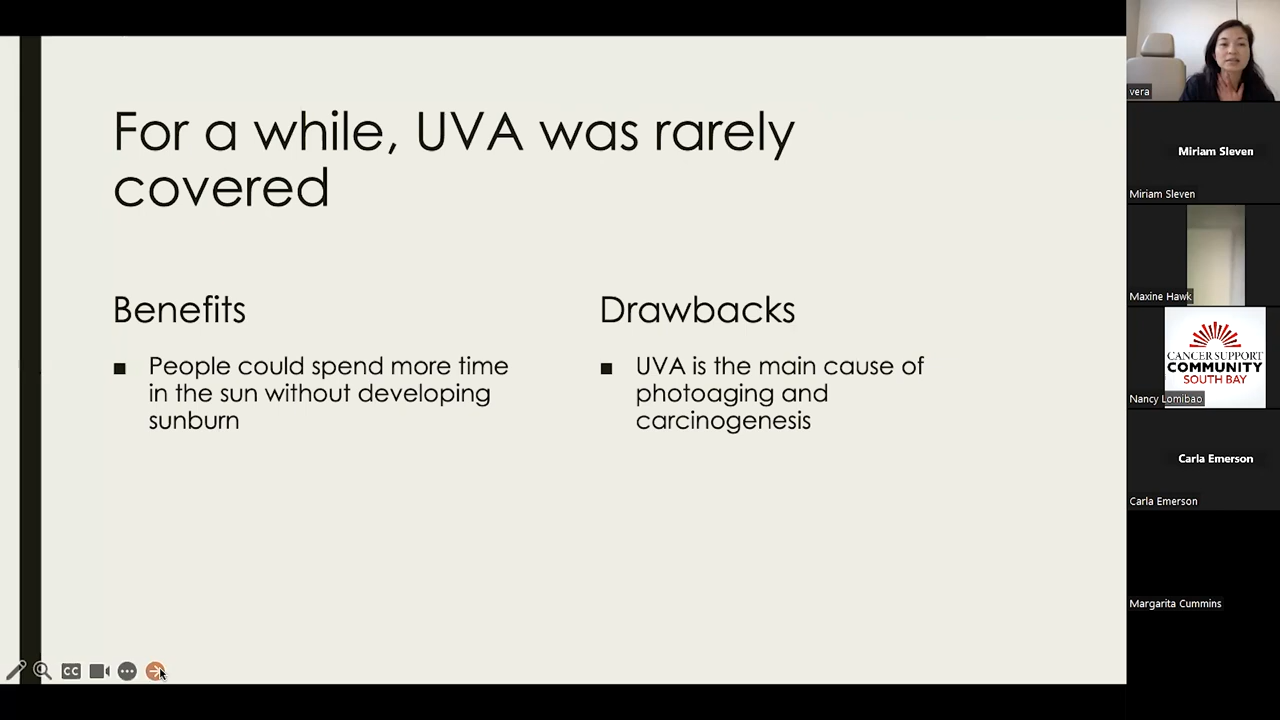 For a while, UVA was rarely
covered
Benefits
■ People could spend more time
in the sun without developing
sunburn
Drawbacks
■ UVA is the main cause of
photoaging and
carcinogenesis
CC
vera
Miriam Sleven
Miriam Sleven
Maxine Hawk
CANCER SUPPORT
COMMUNITY
SOUTH BAY
Nancy Lomibao
Carla Emerson
Carla Emerson
Margarita Cummins